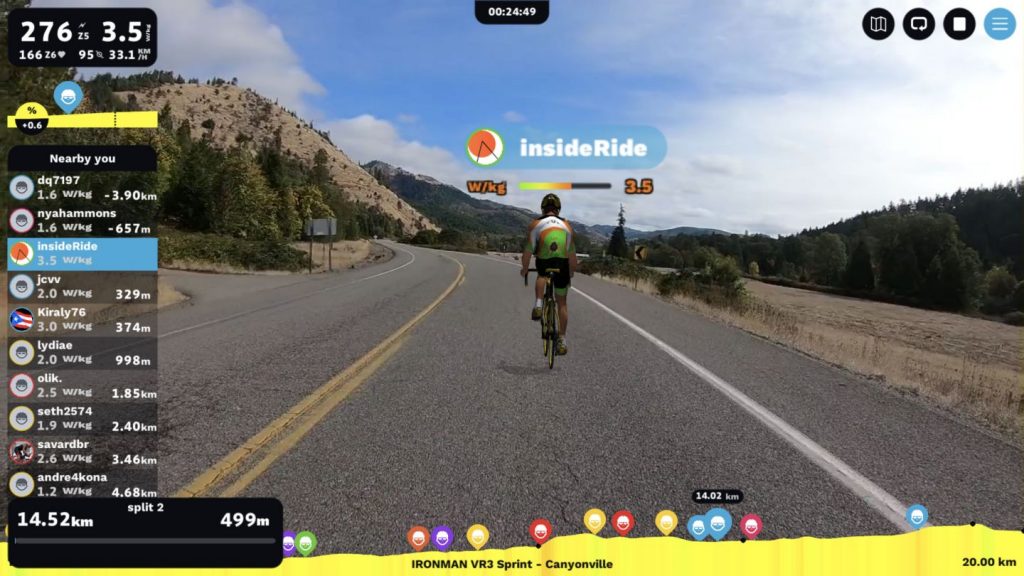 00:24:49
276 Z5 3.5
166 Z6 95 33.1 KM/H
%
+0.6
Nearby you
dq7197
1.6 W/kg -3.90km
nyahammons
1.6 W/kg -657m
insideRide
3.5 W/kg
jcvv
2.0 W/kg 329m
Kiraly76
3.0 W/kg 374m
lydiae
2.0 W/kg 998m
olik.
2.5 W/kg 1.85km
seth2574
1.9 W/kg 2.40km
savardbr
2.6 W/kg 3.46km
andre4kona
1.2 W/kg 4.68km
split 2
14.52km 499m
insideRide
W/kg 3.5
14.02 km
IRONMAN VR3 Sprint - Canyonville
20.00 km